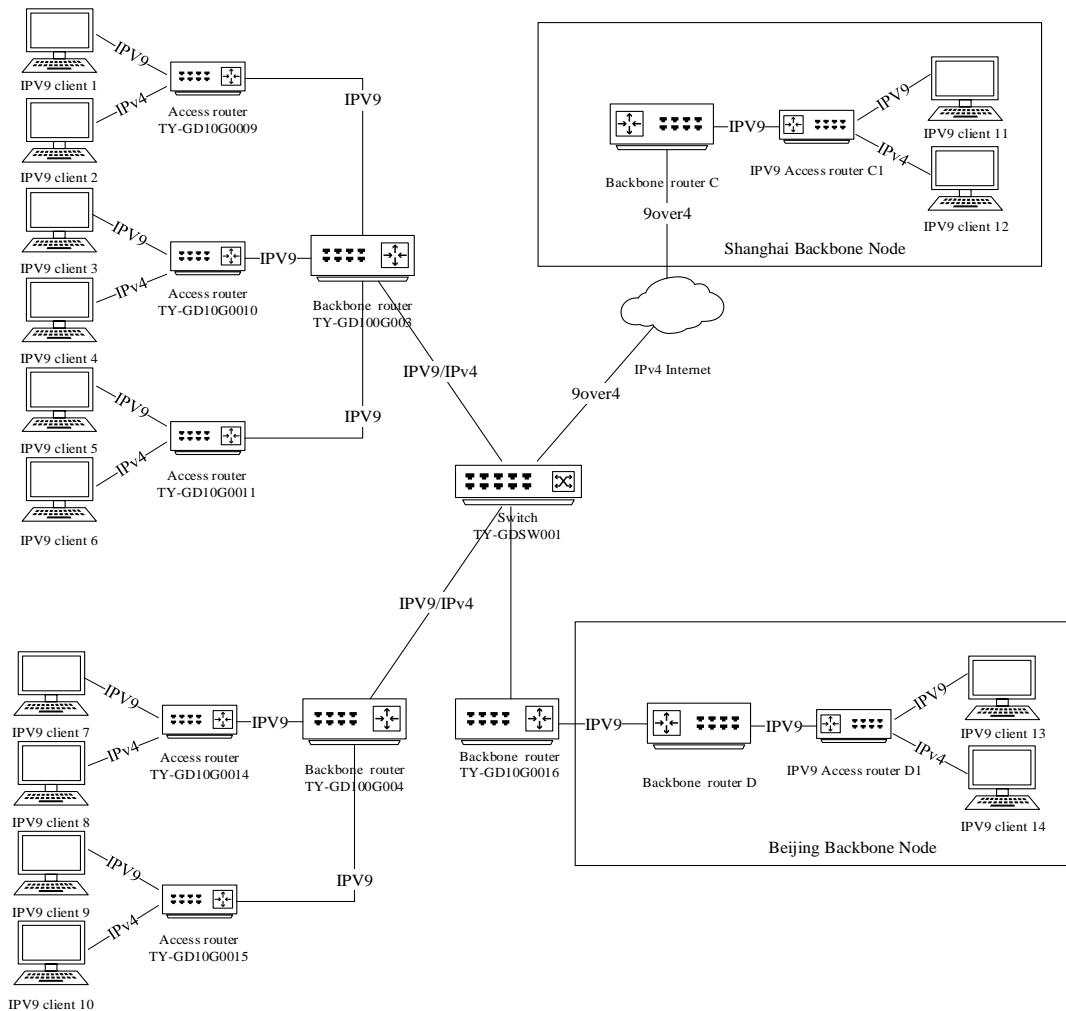 IPV9
IPV9 client 1
IPv4
Access router
TY-GD10G0009
IPV9
IPV9 client 2
IPV9
IPV9 client 3
IPv4
Access router
TY-GD10G0010
IPV9
IPV9 client 4
Backbone router
TY-GD100G003
IPV9
IPV9 client 5
IPv4
Access router
TY-GD10G0011
IPV9
IPV9 client 6
IPV9/IPv4
Backbone router C
IPV9
IPV9 Access router C1
IPV9
IPV9 client 11
IPv4
IPV9 client 12
9over4
Shanghai Backbone Node
IPv4 Internet
9over4
Switch
TY-GDSW001
IPV9/IPv4
IPV9
IPV9 client 7
IPv4
Access router
TY-GD10G0014
IPV9
IPV9 client 8
Backbone router
TY-GD100G004
IPV9
IPV9 client 9
IPv4
Access router
TY-GD10G0015
IPV9
IPV9 client 10
Backbone router
TY-GD10G0016
IPV9
Backbone router D
IPV9
IPV9 Access router D1
IPV9
IPV9 client 13
IPv4
IPV9 client 14
Beijing Backbone Node